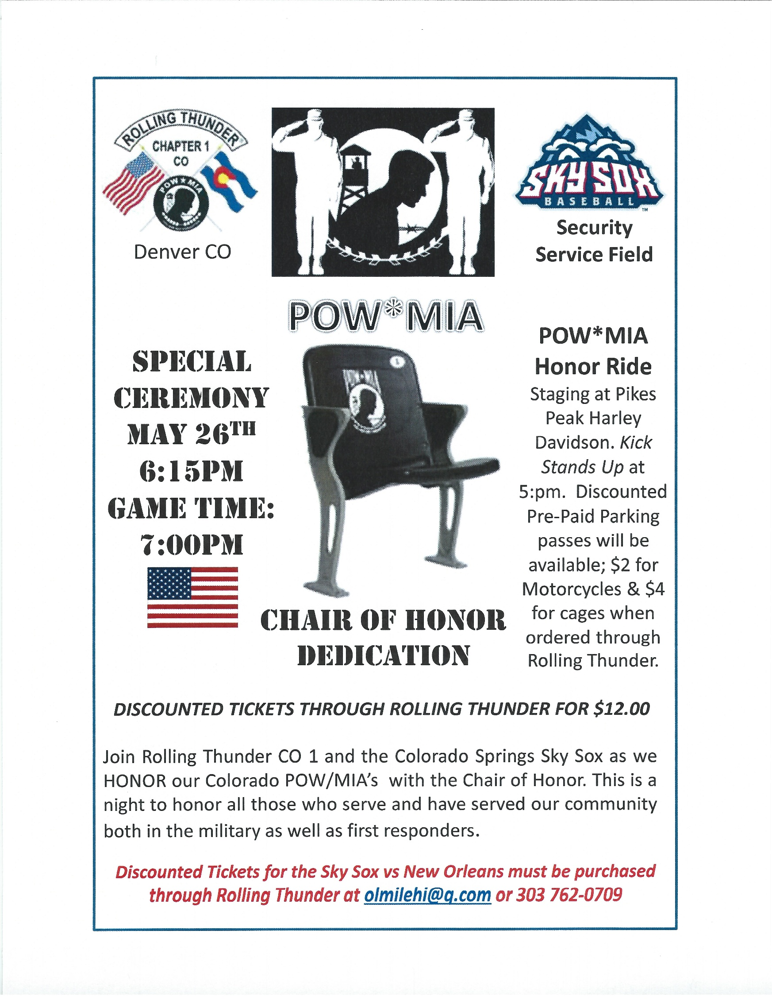 ROLLING THUNDER®
CHAPTER 1
CO
POW★MIA
Denver CO
SKY SOX
BASEBALL
TM
Security
Service Field
POW*MIA
SPECIAL
CEREMONY
MAY 26TH
6:15PM
GAME TIME:
7:00PM
1
CHAIR OF HONOR
DEDICATION
POW*MIA
Honor Ride
Staging at Pikes
Peak Harley
Davidson. Kick
Stands Up at
5:pm.  Discounted
Pre-Paid Parking
passes will be
available; $2 for
Motorcycles & $4
for cages when
ordered through
Rolling Thunder.
DISCOUNTED TICKETS THROUGH ROLLING THUNDER FOR $12.00
Join Rolling Thunder CO 1 and the Colorado Springs Sky Sox as we
HONOR our Colorado POW/MIA's  with the Chair of Honor. This is a
night to honor all those who serve and have served our community
both in the military as well as first responders.
Discounted Tickets for the Sky Sox vs New Orleans must be purchased
through Rolling Thunder at olmilehi@q.com or 303 762-0709